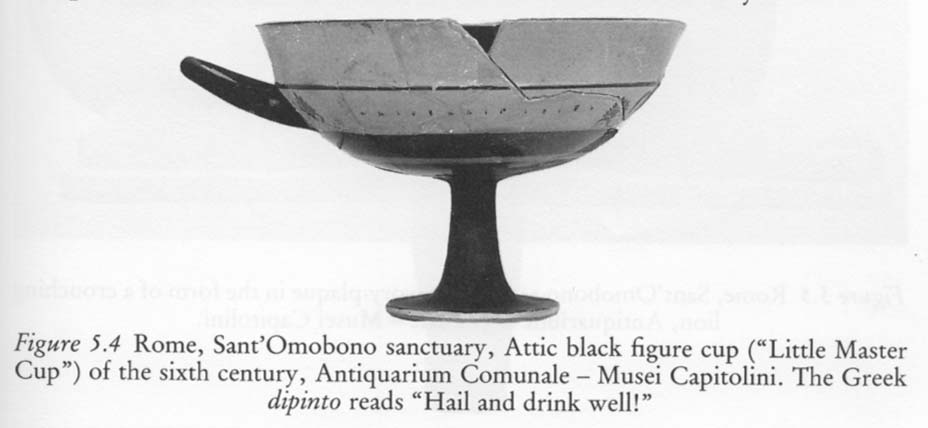 Figure 5.4 Rome, Sant’Omobono sanctuary, Attic black figure cup (“Little Master
Cup”) of the sixth century, Antiquarium Comunale – Musei Capitolini. The Greek
dipinto reads “Hail and drink well!”